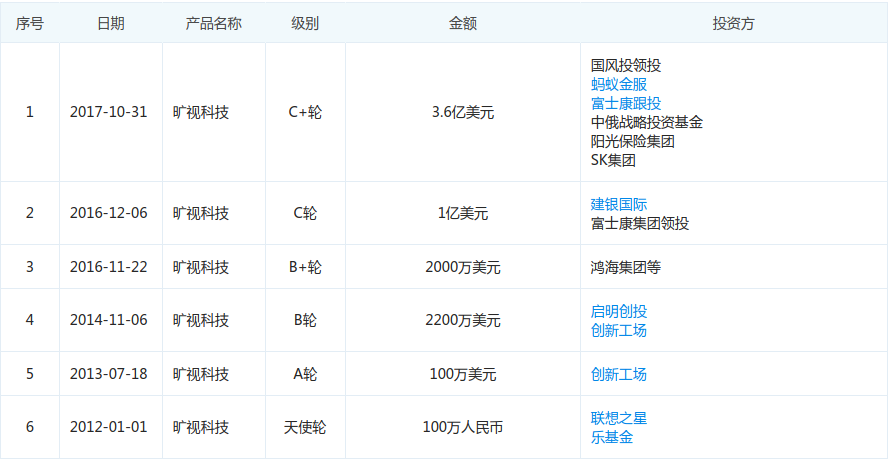 序号 日期 产品名称 级别 金额 投资方
1 2017-10-31 旷视科技 C+轮 3.6亿美元 国风投领投
蚂蚁金服
富士康跟投
中俄战略投资基金
阳光保险集团
SK集团
2 2016-12-06 旷视科技 C轮 1亿美元 建银国际
富士康集团领投
3 2016-11-22 旷视科技 B+轮 2000万美元 鸿海集团等
4 2014-11-06 旷视科技 B轮 2200万美元 启明创投
创新工场
5 2013-07-18 旷视科技 A轮 100万美元 创新工场
6 2012-01-01 旷视科技 天使轮 100万人民币 联想之星
乐基金